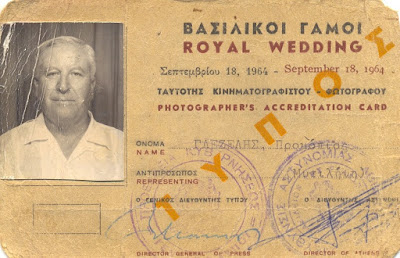 ΒΑΣΙΛΙΚΟΙ ΓΑΜΟΙ
ROYAL WEDDING
Σεπτεμβρίου 18, 1964 - September 18, 1964
ΤΑΥΤΟΤΗΣ ΚΙΝΗΜΑΤΟΓΡΑΦΙΣΤΟΥ - ΦΩΤΟΓΡΑΦΟΥ
PHOTOGRAPHER'S ACCREDITATION CARD
ΤΥΠΟΣ
ΟΝΟΜΑ
NAME
ΑΝΤΙΠΡΟΣΩΠΟΣ
REPRESENTING
Ο ΓΕΝΙΚΟΣ ΔΙΕΥΘΥΝΤΗΣ ΤΥΠΟΥ
Ο ΔΙΕΥΘΥΝΤΗΣ
DIRECTOR GENERAL OF PRESS
DIRECTOR OF ATHENS